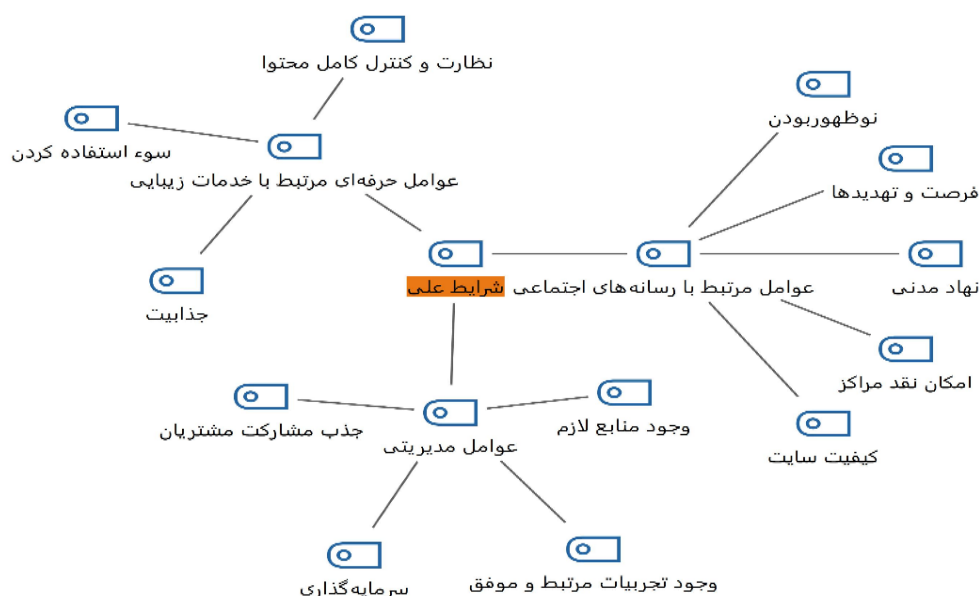 نظارت و کنترل کامل محتوا
نوظهوربودن
سوء استفاده کردن
عوامل حرفه‌ای مرتبط با خدمات زیبایی
فرصت و تهدیدها
جذابیت
شرایط علی
عوامل مرتبط با رسانه‌های اجتماعی
نهاد مدنی
امکان نقد مراکز
جذب مشارکت مشتریان
عوامل مدیریتی
وجود منابع لازم
کیفیت سایت
سرمایه‌گذاری
وجود تجربیات مرتبط و موفق